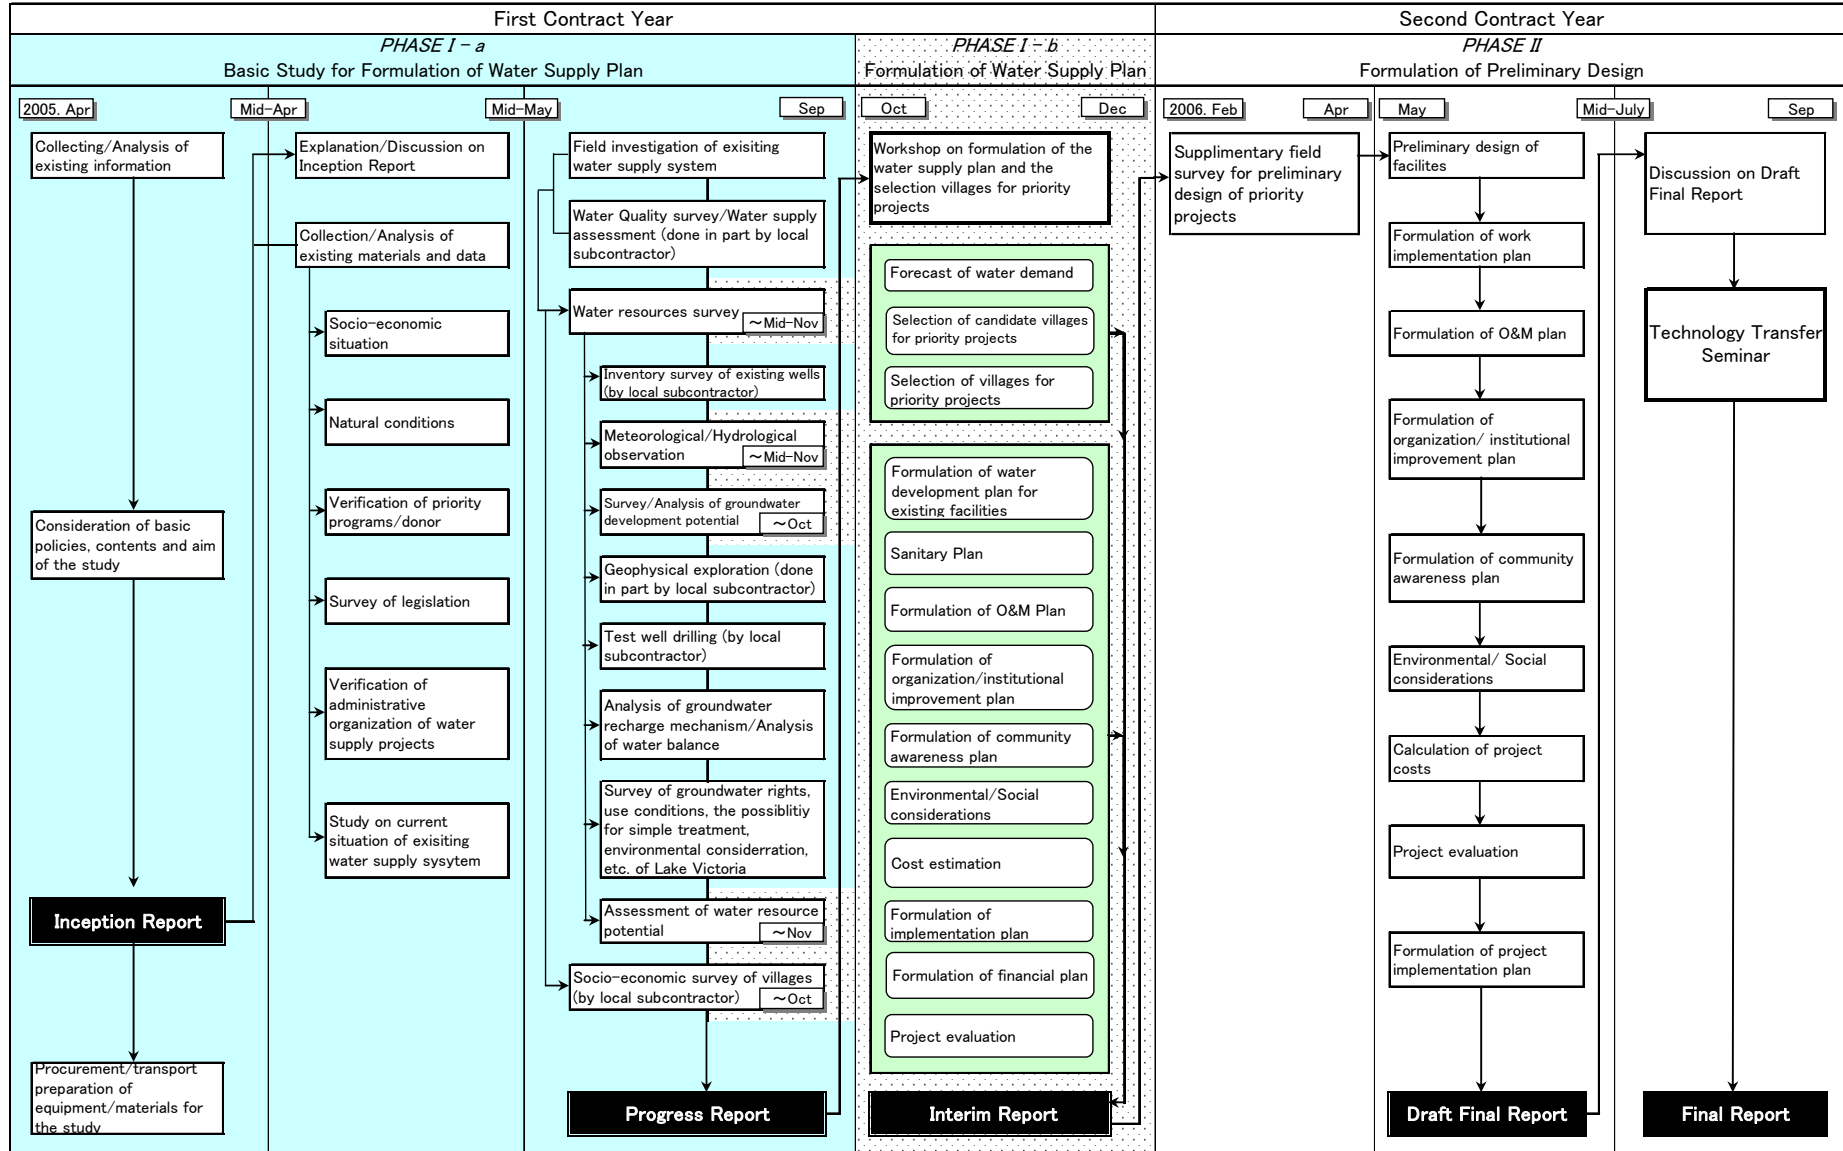 First Contract Year
Second Contract Year
PHASE I - a
Basic Study for Formulation of Water Supply Plan
PHASE I - b
Formulation of Water Supply Plan
PHASE II
Formulation of Preliminary Design
2005. Apr
Mid-Apr
Mid-May
Sep
Oct
Dec
2006. Feb
Apr
May
Mid-July
Sep
Collecting/Analysis of
existing information
Consideration of basic
policies, contents and aim
of the study
Inception Report
Procurement/transport
preparation of
equipment/materials for
the study
Explanation/Discussion on
Inception Report
Collection/Analysis of
existing materials and data
Socio-economic
situation
Natural conditions
Verification of priority
programs/donor
Survey of legislation
Verification of
administrative
organization of water
supply projects
Study on current
situation of exisiting
water supply sysytem
Field investigation of exisiting
water supply system
Water Quality survey/Water supply
assessment (done in part by local
subcontractor)
Water resources survey
~Mid-Nov
Inventory survey of existing wells
(by local subcontractor)
Meteorological/Hydrological
observation
~Mid-Nov
Survey/Analysis of groundwater
development potential
~Oct
Geophysical exploration (done
in part by local subcontractor)
Test well drilling (by local
subcontractor)
Analysis of groundwater
recharge mechanism/Analysis
of water balance
Survey of groundwater rights,
use conditions, the possiblitiy
for simple treatment,
environmental considerration,
etc. of Lake Victoria
Assessment of water resource
potential
~Nov
Socio-economic survey of villages
(by local subcontractor)
~Oct
Progress Report
Workshop on formulation of the
water supply plan and the
selection villages for priority
projects
Forecast of water demand
Selection of candidate villages
for priority projects
Selection of villages for
priority projects
Formulation of water
development plan for
existing facilities
Sanitary Plan
Formulation of O&M Plan
Formulation of
organization/institutional
improvement plan
Formulation of community
awareness plan
Environmental/Social
considerations
Cost estimation
Formulation of
implementation plan
Formulation of financial plan
Project evaluation
Interim Report
Supplimentary field
survey for preliminary
design of priority
projects
Preliminary design of
facilites
Formulation of work
implementation plan
Formulation of O&M plan
Formulation of
organization/ institutional
improvement plan
Formulation of community
awareness plan
Environmental/ Social
considerations
Calculation of project
costs
Project evaluation
Formulation of project
implementation plan
Draft Final Report
Discussion on Draft
Final Report
Technology Transfer
Seminar
Final Report